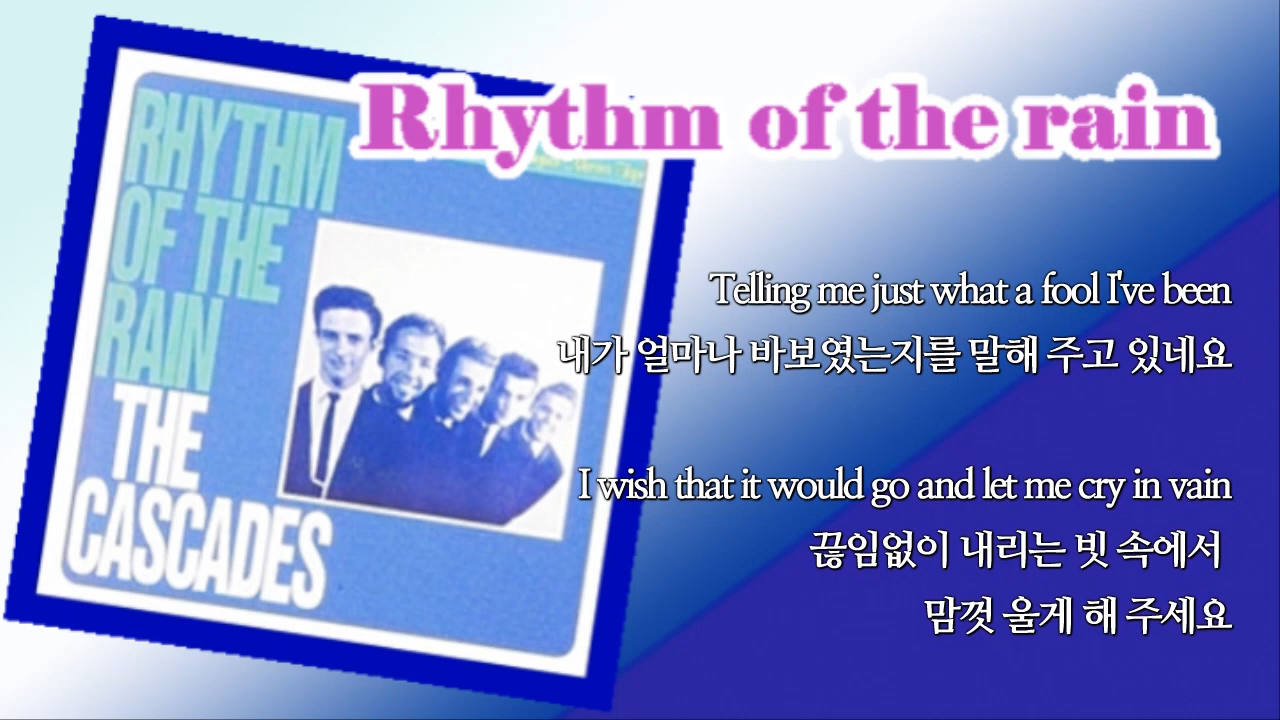 Rhythm of the rain
RHYTHM
OF THE
RAIN
THE
CASCADES
Telling me just what a fool I've been
내가 얼마나 바보였는지를 말해 주고 있네요
I wish that it would go and let me cry in vain
끊임없이 내리는 빗 속에서
맘껏 울게 해 주세요